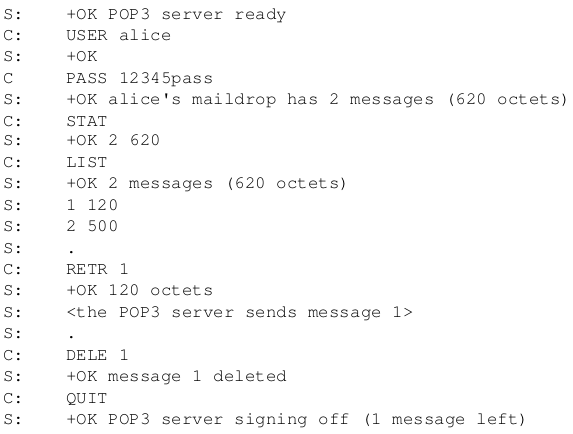 S: +OK POP3 server ready
C: USER alice
S: +OK
C PASS 12345pass
S: +OK alice's maildrop has 2 messages (620 octets)
C: STAT
S: +OK 2 620
C: LIST
S: +OK 2 messages (620 octets)
S: 1 120
S: 2 500
S: .
C: RETR 1
S: +OK 120 octets
S: <the POP3 server sends message 1>
S: .
C: DELE 1
S: +OK message 1 deleted
C: QUIT
S: +OK POP3 server signing off (1 message left)